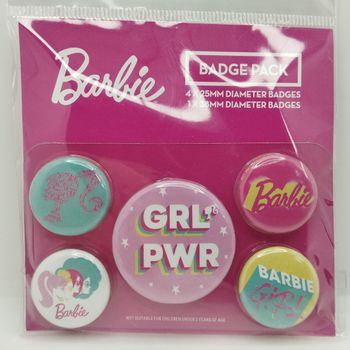 Barbie
BADGE PACK
4 X 25MM DIAMETER BADGES
1 X 38MM DIAMETER BADGES
GRL
PWR
Barbie
Barbie
BARBIE
GIRL
NOT SUITABLE FOR CHILDREN UNDER 3 YEARS OF AGE